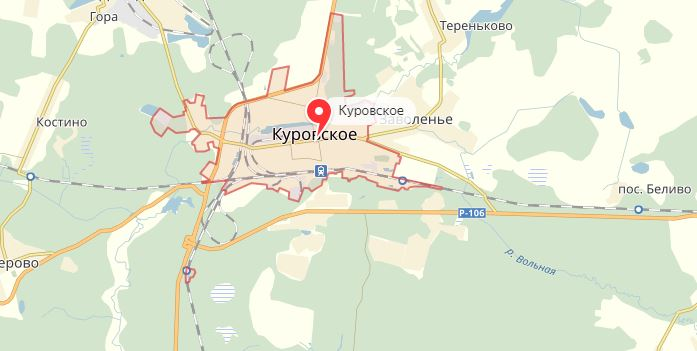 Гора
Тереньково
Куровское
Костино
Заволенье
Куровское
пос. Беливо
Р-106
р. Вольная
ерово